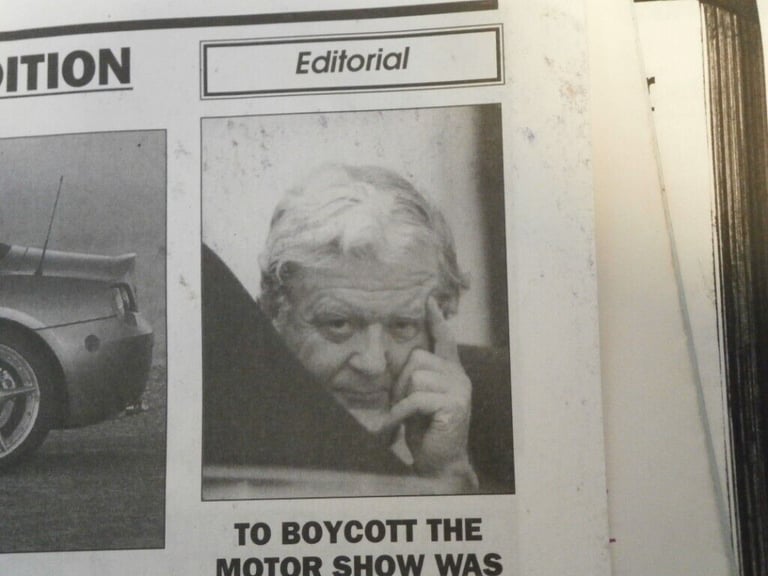 DITION
Editorial
TO BOYCOTT THE
MOTOR SHOW WAS